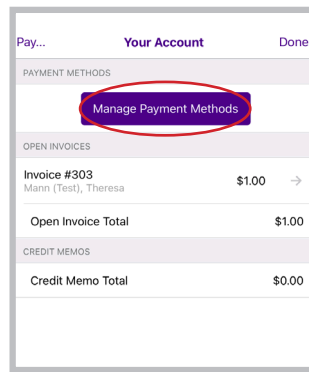 Pay... Your Account Done
PAYMENT METHODS
Manage Payment Methods
OPEN INVOICES
Invoice #303 $1.00 →
Mann (Test), Theresa
Open Invoice Total $1.00
CREDIT MEMOS
Credit Memo Total $0.00